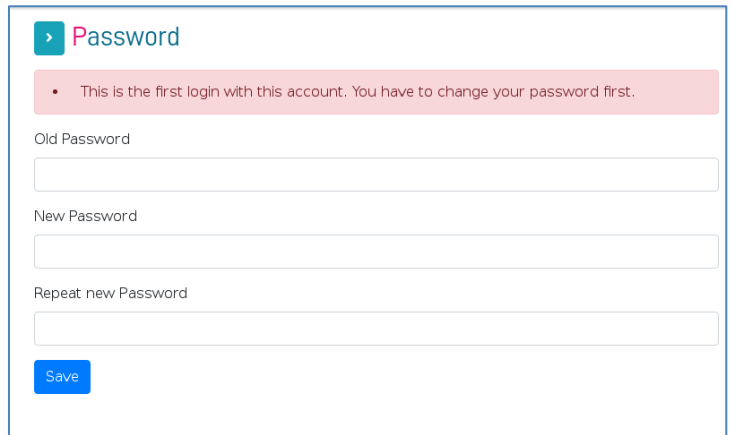 Password
• This is the first login with this account. You have to change your password first.
Old Password
New Password
Repeat new Password
Save